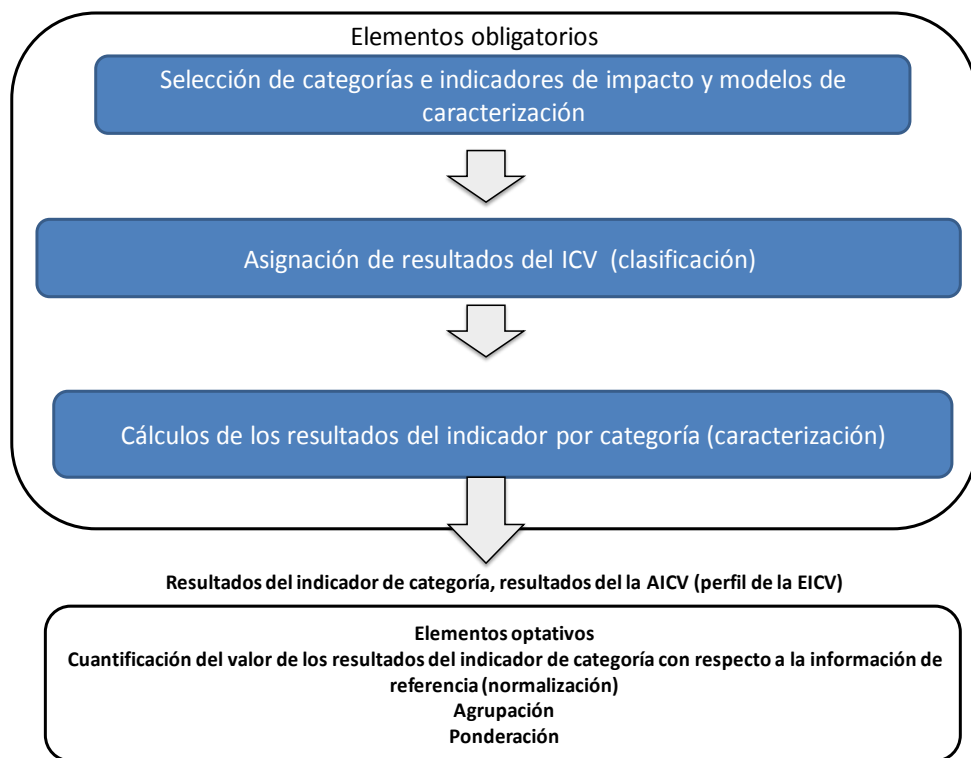 Elementos obligatorios
Selección de categorías e indicadores de impacto y modelos de
caracterización
Asignación de resultados del ICV (clasificación)
Cálculos de los resultados del indicador por categoría (caracterización)
Resultados del indicador de categoría, resultados del la AICV (perfil de la EICV)
Elementos optativos
Cuantificación del valor de los resultados del indicador de categoría con respecto a la información de
referencia (normalización)
Agrupación
Ponderación